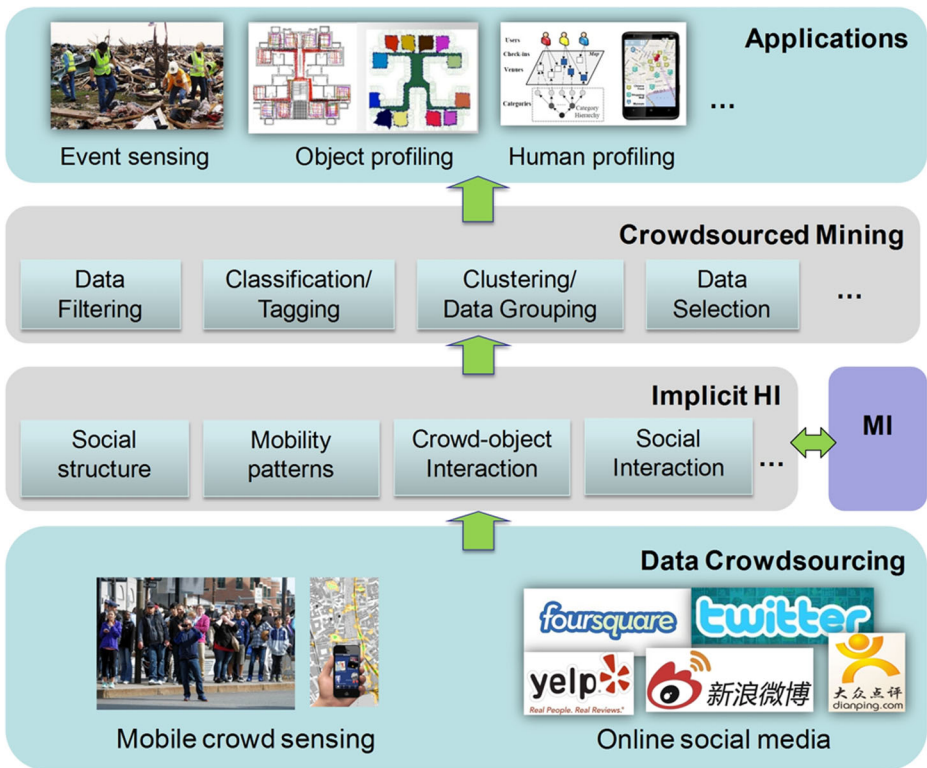 Applications
Users
Check-ins
Venues
Categories
Map
Category
Hierarchy
...
Event sensing
Object profiling
Human profiling
Crowdsourced Mining
Data
Filtering
Classification/
Tagging
Clustering/
Data Grouping
Data
Selection
...
Implicit HI
Social
structure
Mobility
patterns
Crowd-object
Interaction
Social
Interaction
...
MI
Data Crowdsourcing
foursquare
twitter
yelp
Real People. Real Reviews.
新浪微博
大众点评
dianping.com
Mobile crowd sensing
Online social media